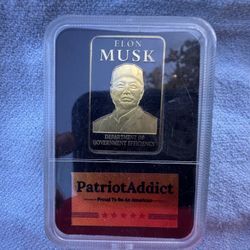 ELON
MUSK
DEPARTMENT OF
GOVERNMENT EFFICIENCY
PatriotAddict
Proud To Be An American